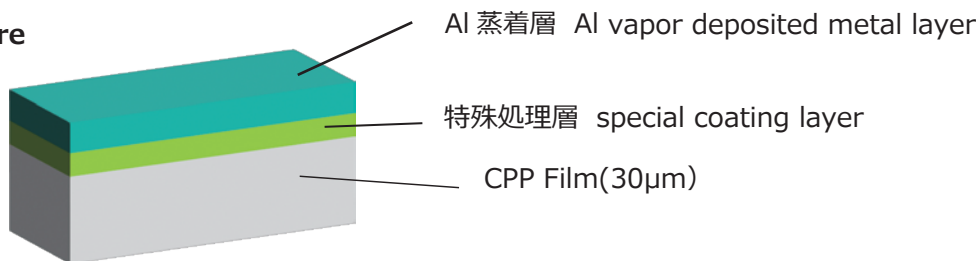 re
Al 蒸着層 Al vapor deposited metal layer
特殊処理層 special coating layer
CPP Film(30μm）